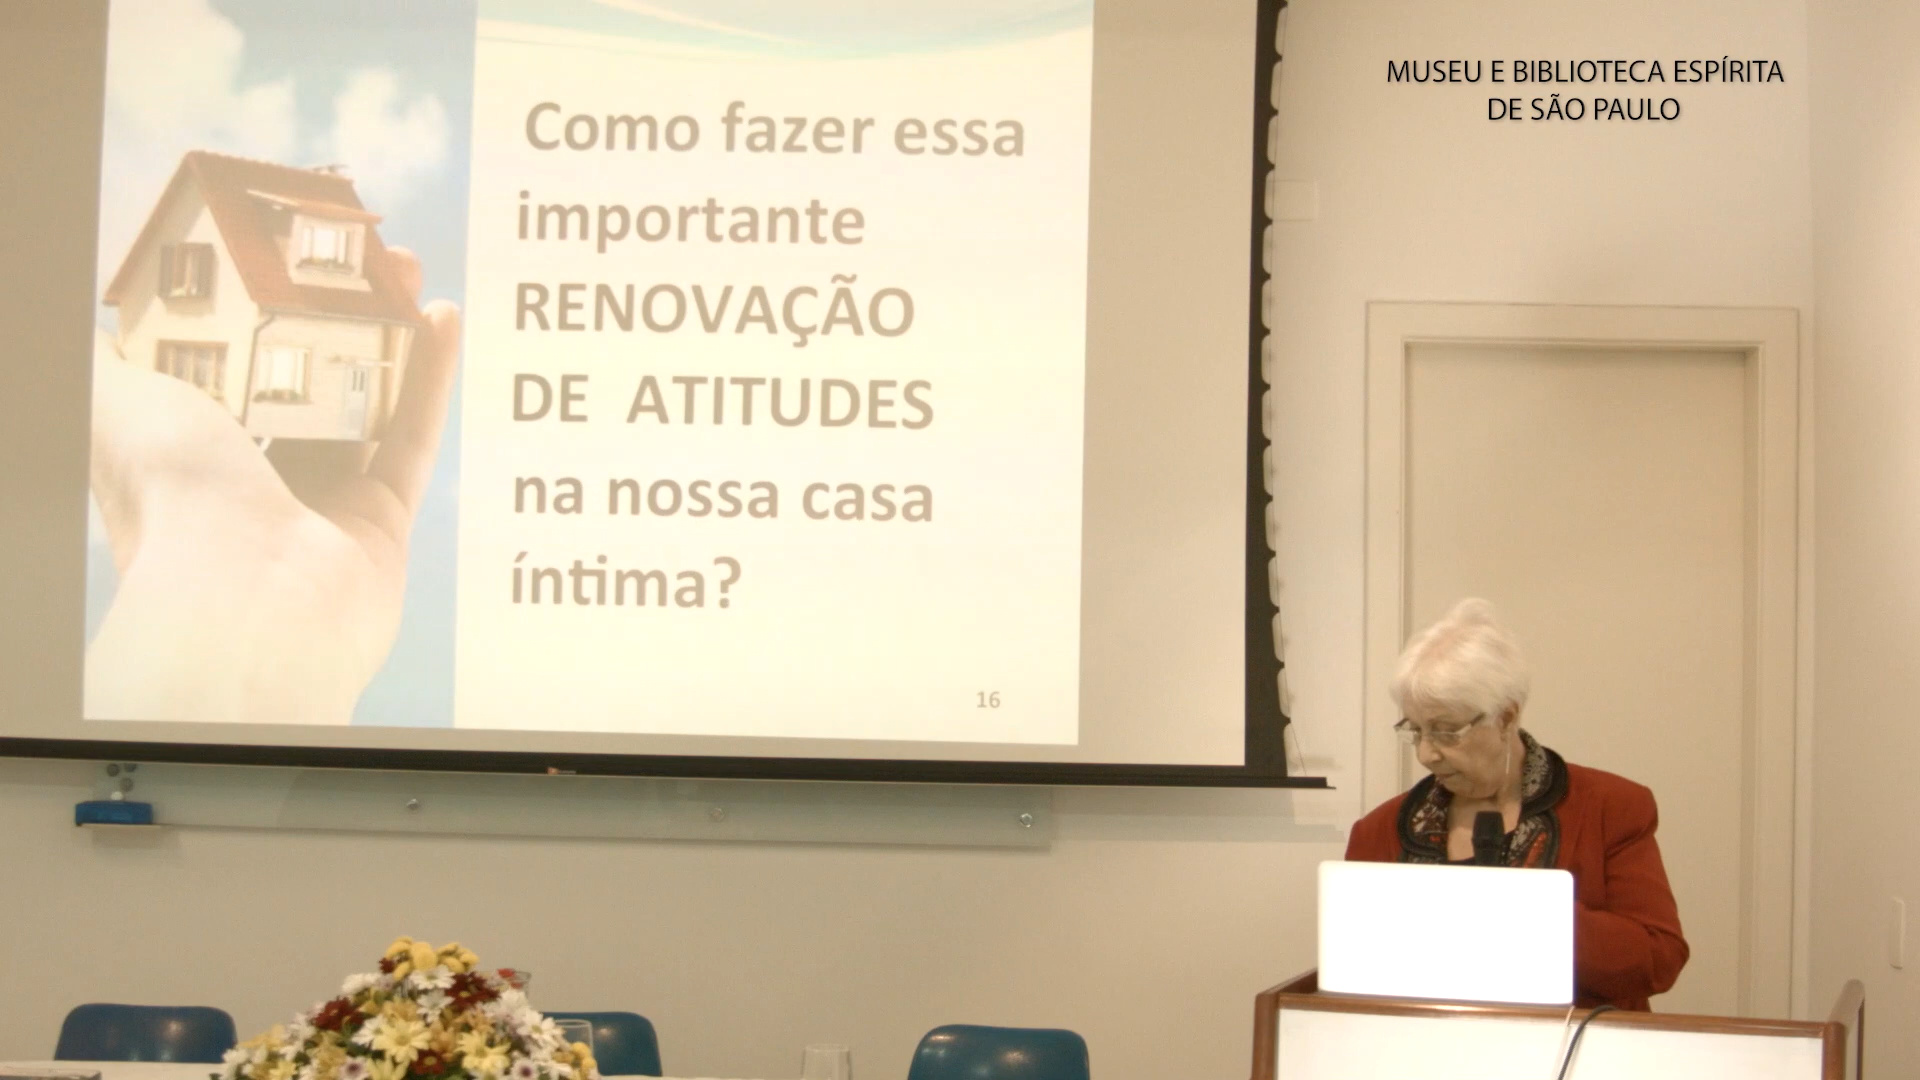 MUSEU E BIBLIOTECA ESPÍRITA
DE SÃO PAULO
Como fazer essa
importante
RENOVAÇÃO
DE ATITUDES
na nossa casa
íntima?
16